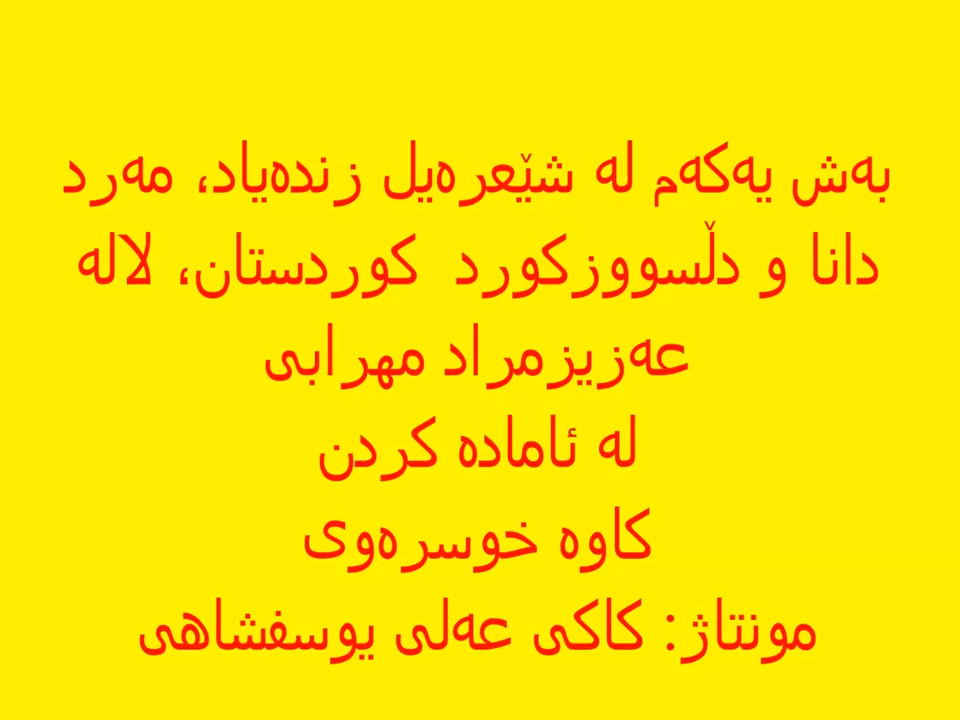 بەش یەکەم لە شێعرەیل زندەیاد، مەرد
دانا و دڵسووزکورد کوردستان، لالە
عەزیزمراد مهرابی
لە ئامادە کردن
کاوە خوسرەوی
مونتاژ: کاکی عەلی یوسفشاهی